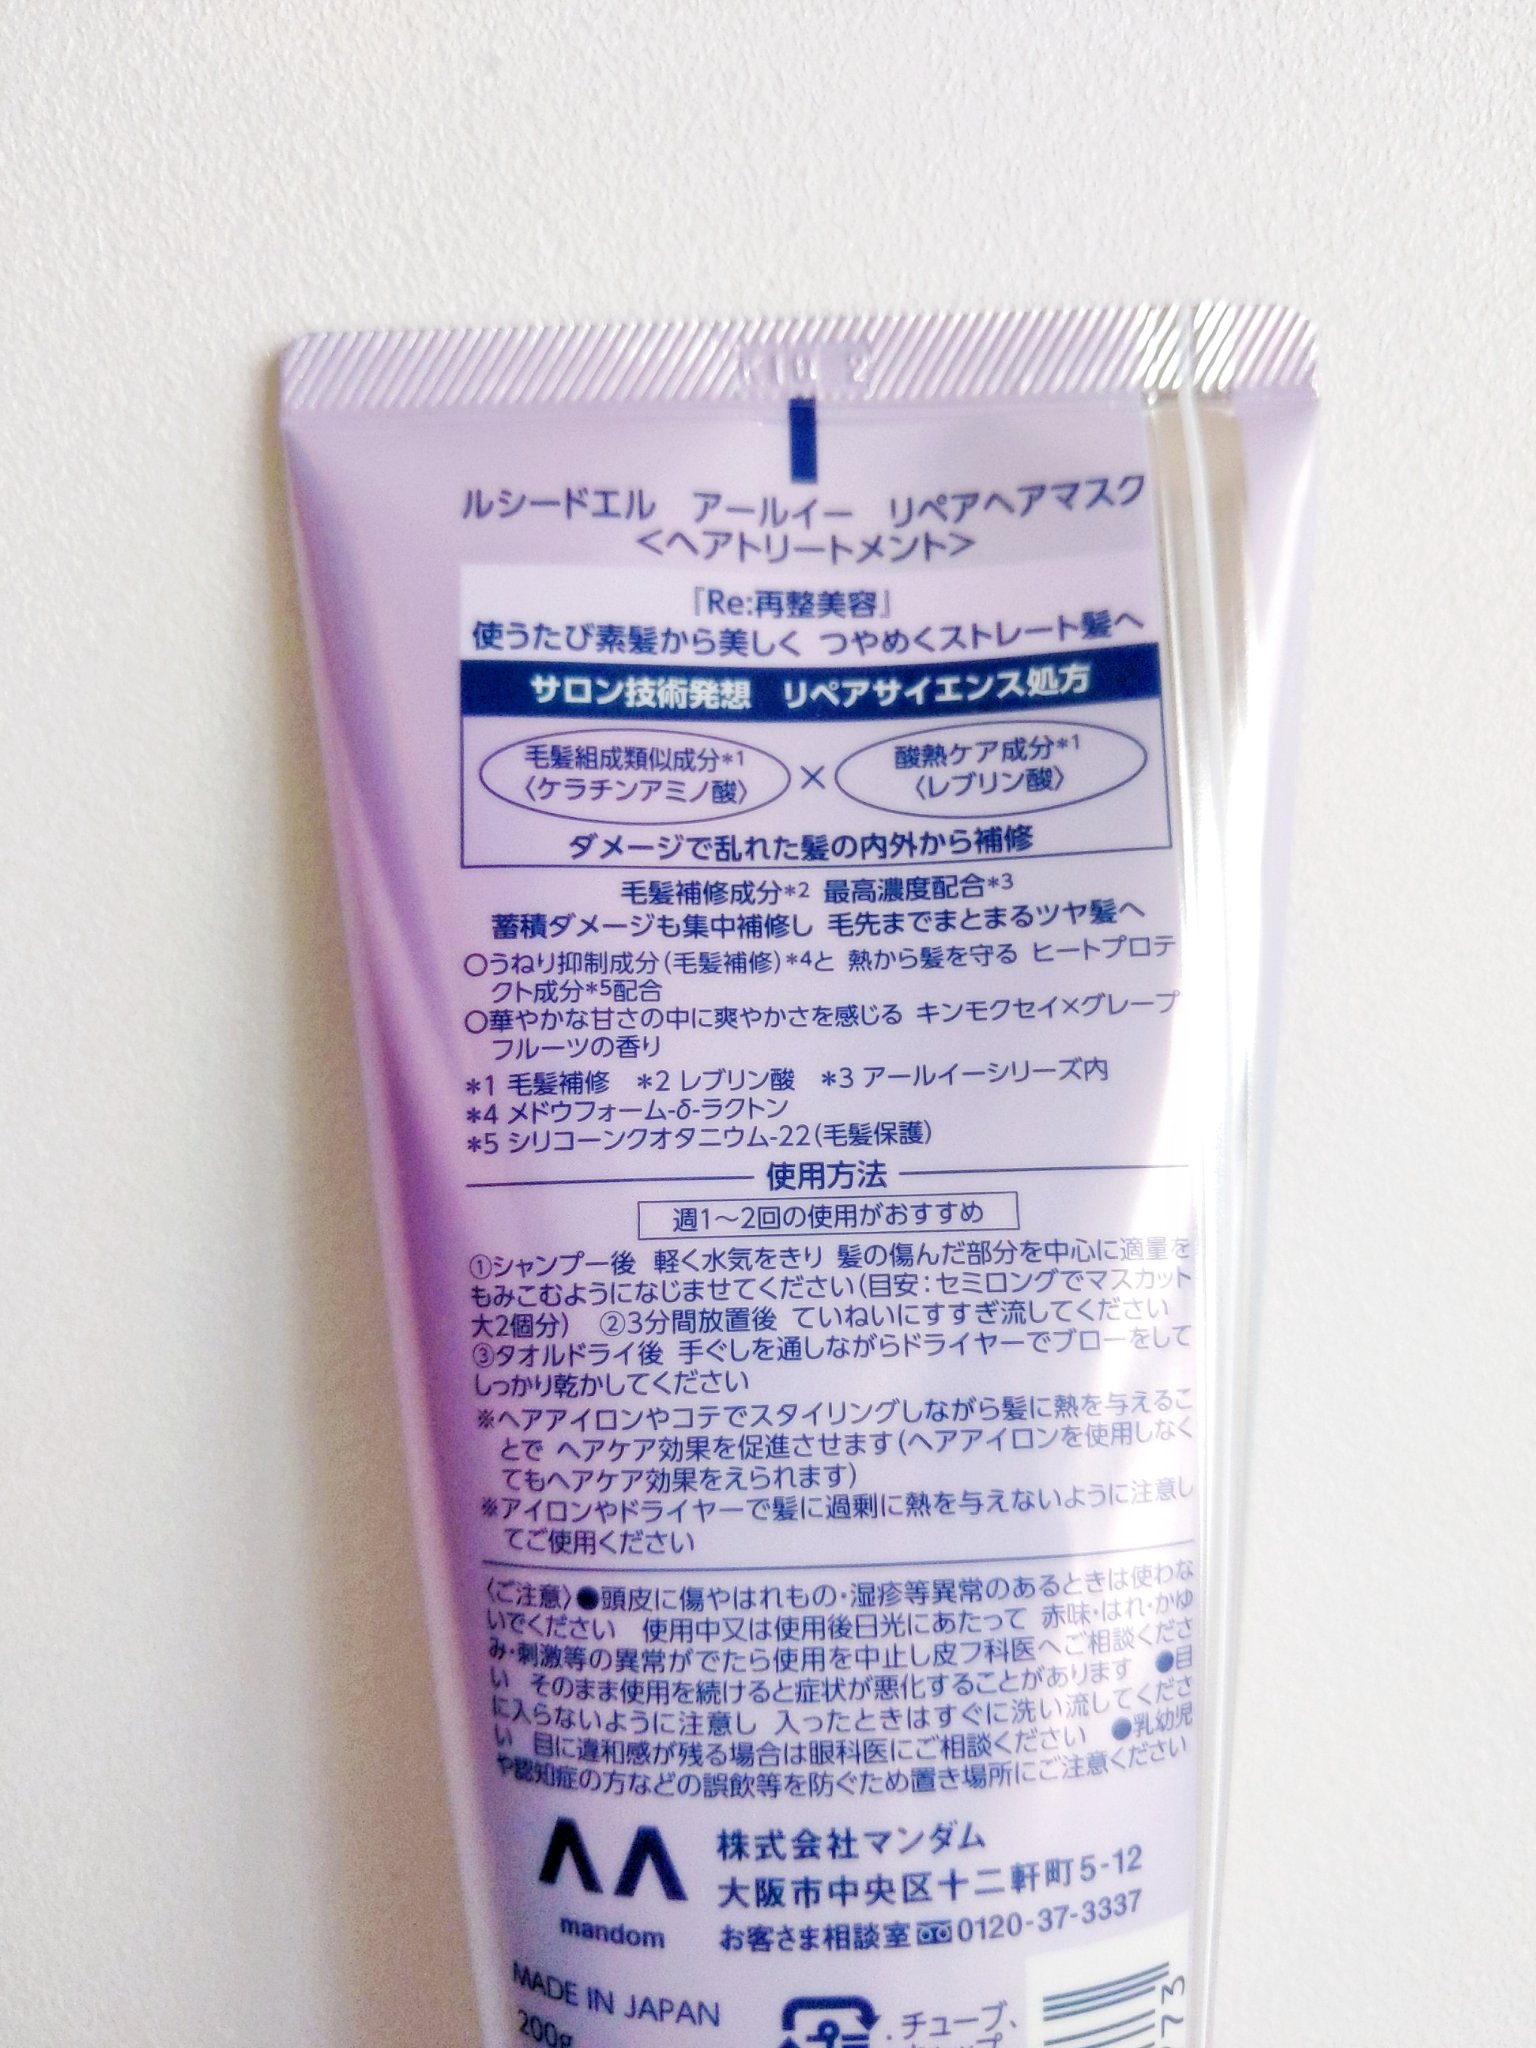 ルシードエル アールイー リペアヘアマスク
<ヘアトリートメント>
『Re:再整美容』
使うたび素髪から美しく つやめくストレート髪へ
サロン技術発想 リペアサイエンス処方
毛髪組成類似成分*1
〈ケラチンアミノ酸〉
×
酸熱ケア成分*1
〈レブリン酸〉
ダメージで乱れた髪の内外から補修
毛髪補修成分*2 最高濃度配合*3
蓄積ダメージも集中補修し 毛先までまとまるツヤ髪へ
○うねり抑制成分(毛髪補修)*4と 熱から髪を守る ヒートプロテ
クト成分*5配合
○華やかな甘さの中に爽やかさを感じる キンモクセイ×グレープ
フルーツの香り
*1 毛髪補修 *2 レブリン酸 *3 アールイーシリーズ内
*4 メドウフォーム-δ-ラクトン
*5 シリコーンクオタニウム-22(毛髪保護)
使用方法
週1〜2回の使用がおすすめ
①シャンプー後 軽く水気をきり 髪の傷んだ部分を中心に適量を
もみこむようになじませてください(目安:セミロングでマスカット
大2個分) ②3分間放置後 ていねいにすすぎ流してください
③タオルドライ後 手ぐしを通しながらドライヤーでブローをして
しっかり乾かしてください
※ヘアアイロンやコテでスタイリングしながら髪に熱を与えるこ
とで ヘアケア効果を促進させます(ヘアアイロンを使用しなく
てもヘアケア効果をえられます)
※アイロンやドライヤーで髪に過剰に熱を与えないように注意し
てご使用ください
〈ご注意〉●頭皮に傷やはれもの・湿疹等異常のあるときは使わな
いでください 使用中又は使用後日光にあたって 赤味・はれ・かゆ
み・刺激等の異常がでたら使用を中止し皮フ科医へご相談くださ
い そのまま使用を続けると症状が悪化することがあります ●目
に入らないように注意し 入ったときはすぐに洗い流してくださ
い 目に違和感が残る場合は眼科医にご相談ください ●乳幼児
や認知症の方などの誤飲等を防ぐため置き場所にご注意ください
mandom
株式会社マンダム
大阪市中央区十二軒町5-12
お客さま相談室 0120-37-3337
MADE IN JAPAN
200g
チューブ、